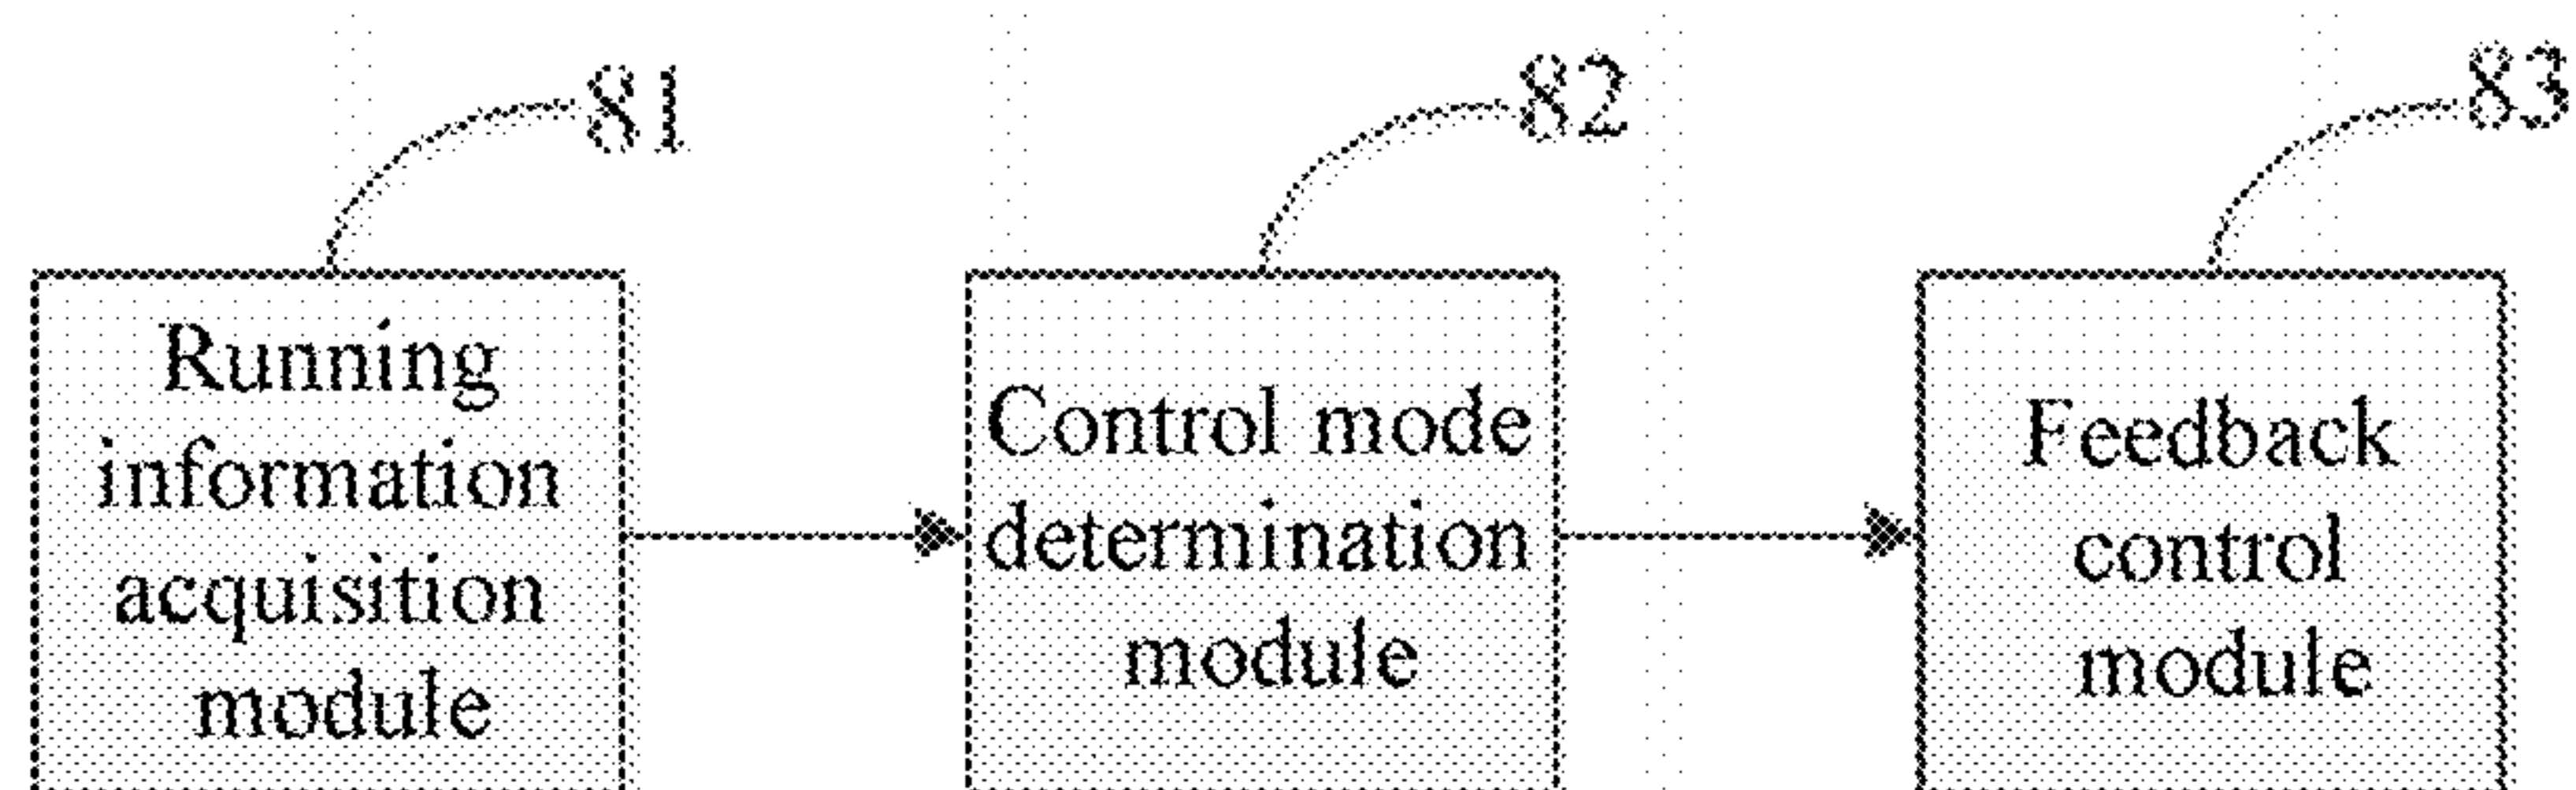 81
82
83
Running
information
acquisition
module
Control mode
determination
module
Feedback
control
module